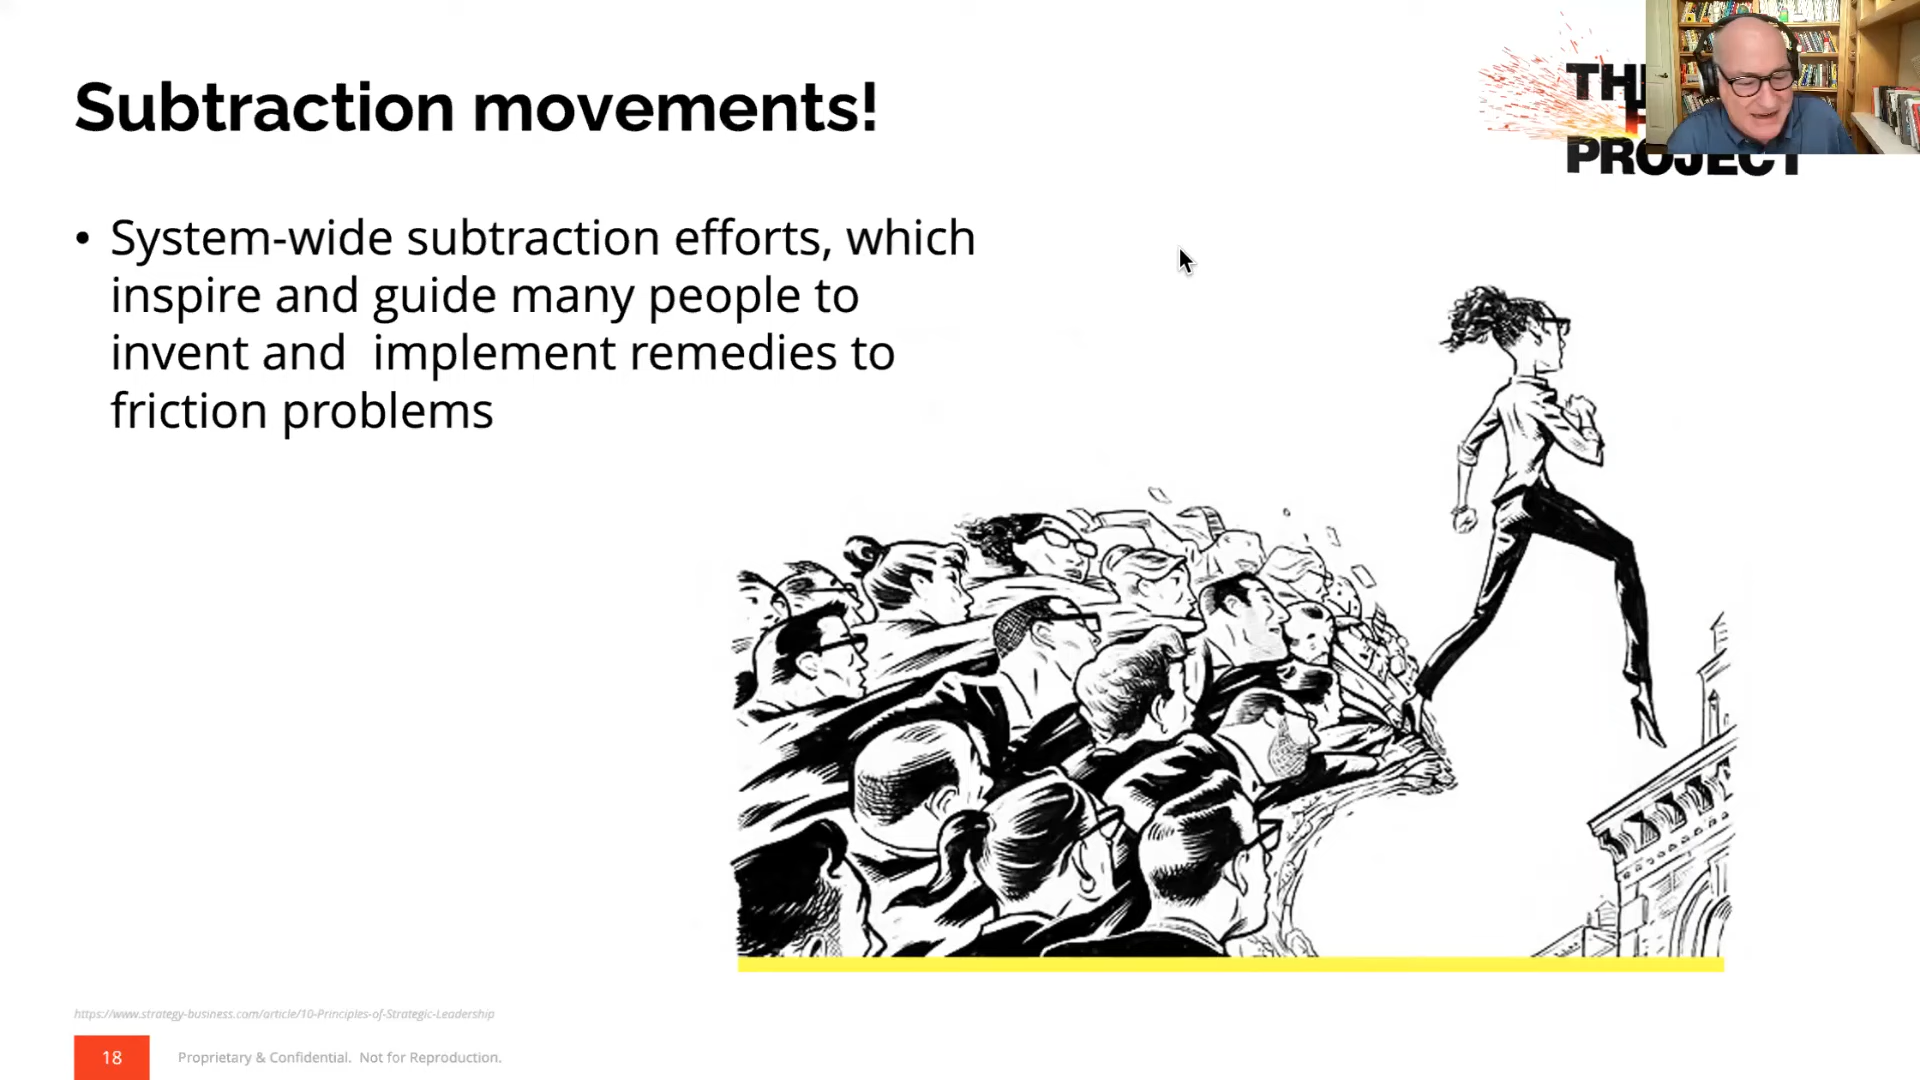 Subtraction movements!
THE
PROJECT
• System-wide subtraction efforts, which
inspire and guide many people to
invent and  implement remedies to
friction problems
https://www.strategy-business.com/article/10-Principles-of-Strategic-Leadership
18
Proprietary & Confidential.  Not for Reproduction.